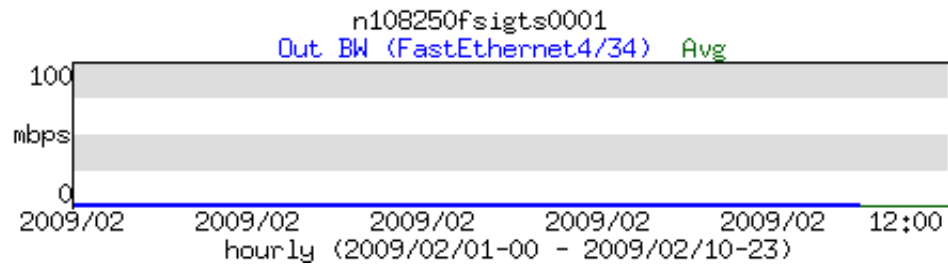 n108250fsigts0001
Out BW (FastEthernet4/34) Avg
100
mbps
0
2009/02 2009/02 2009/02 2009/02 2009/02 12:00
hourly (2009/02/01-00 - 2009/02/10-23)